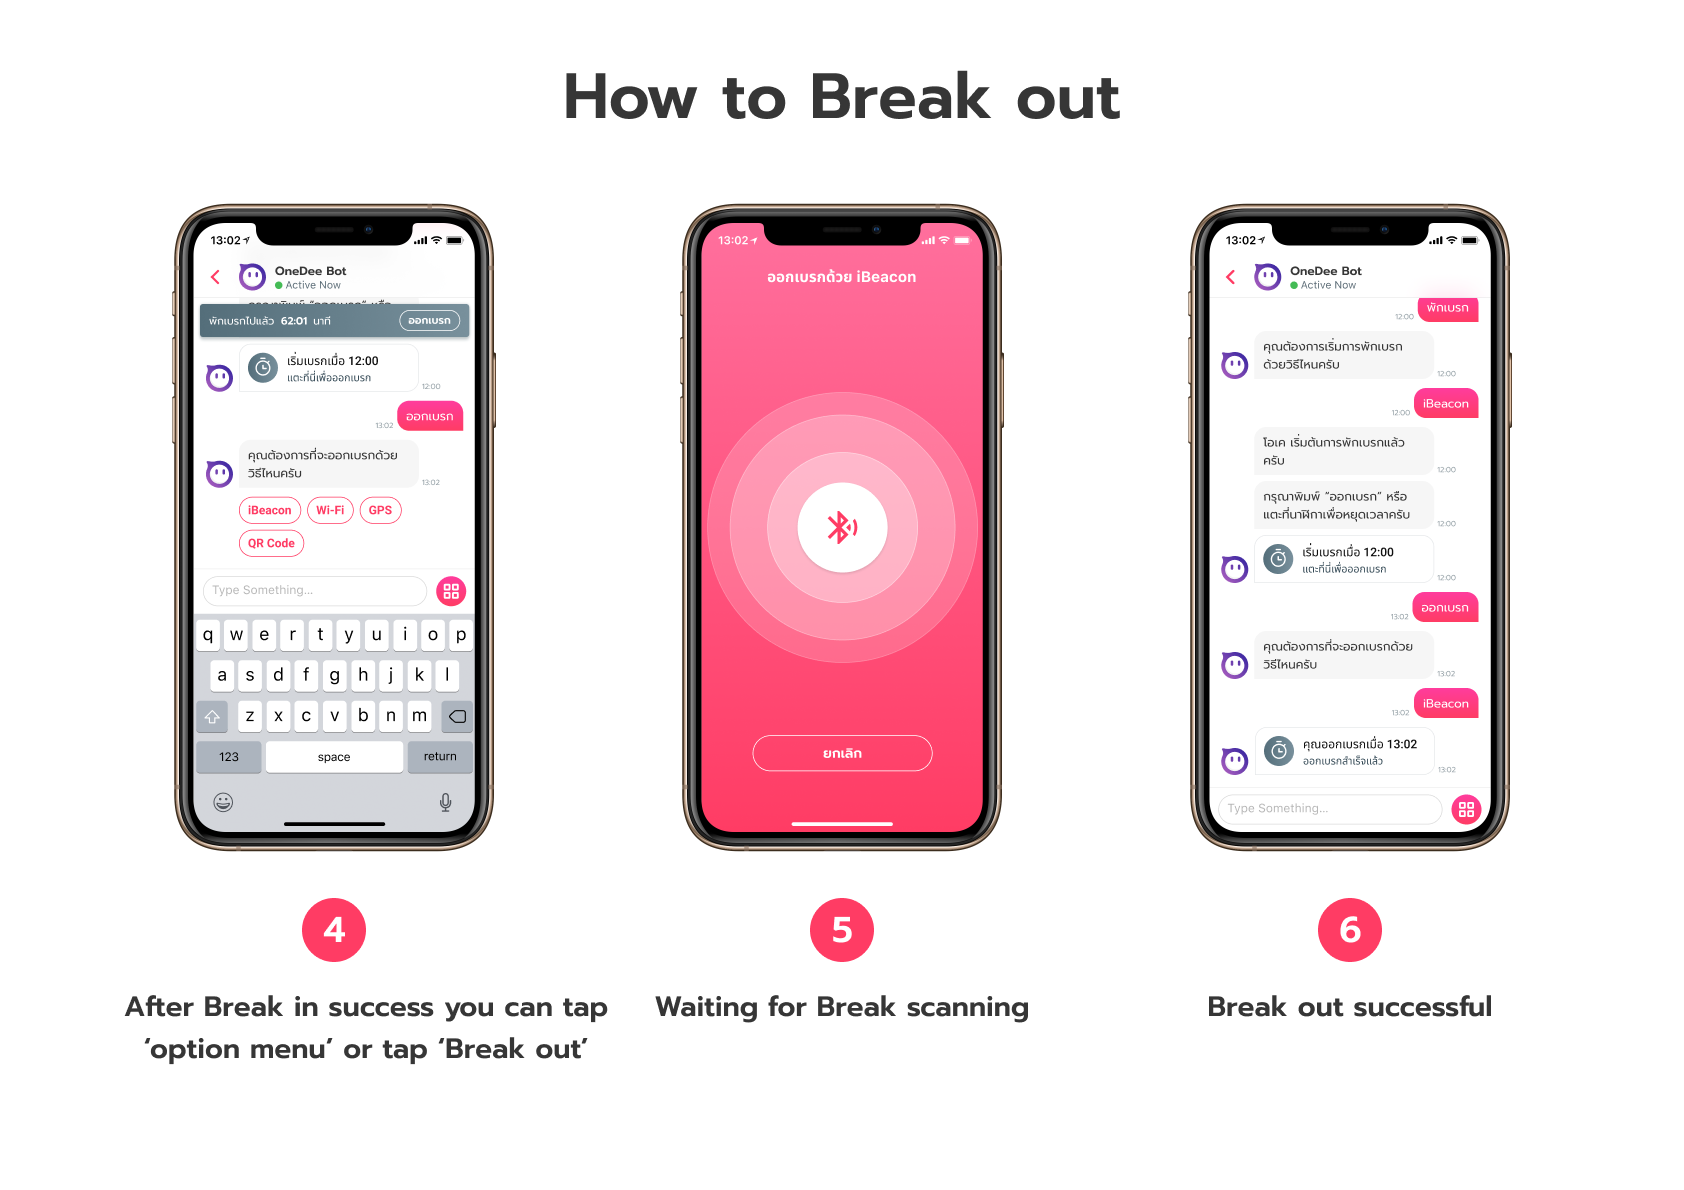 How to Break out
13:02
OneDee Bot
Active Now
พักเบรกไปแล้ว 62:01 นาที
ออกเบรก
เริ่มเบรกเมื่อ 12:00
แตะที่นี่เพื่อออกเบรก
12:00
ออกเบรก
13:02
คุณต้องการที่จะออกเบรกด้วย
วิธีไหนครับ
13:02
iBeacon
Wi-Fi
GPS
QR Code
Type Something...
q w e r t y u i o p
a s d f g h j k l
z x c v b n m
123
space
return
4
After Break in success you can tap
‘option menu’ or tap ‘Break out’
13:02
ออกเบรกด้วย iBeacon
ยกเลิก
5
Waiting for Break scanning
13:02
OneDee Bot
Active Now
พักเบรก
12:00
คุณต้องการเริ่มการพักเบรก
ด้วยวิธีไหนครับ
12:00
iBeacon
12:00
โอเค เริ่มต้นการพักเบรกแล้ว
ครับ
12:00
กรุณาพิมพ์ “ออกเบรก” หรือ
แตะที่นาฬิกาเพื่อหยุดเวลาครับ
12:00
เริ่มเบรกเมื่อ 12:00
แตะที่นี่เพื่อออกเบรก
12:00
ออกเบรก
13:02
คุณต้องการที่จะออกเบรกด้วย
วิธีไหนครับ
13:02
iBeacon
13:02
คุณออกเบรกเมื่อ 13:02
ออกเบรกสำเร็จแล้ว
13:02
Type Something...
6
Break out successful